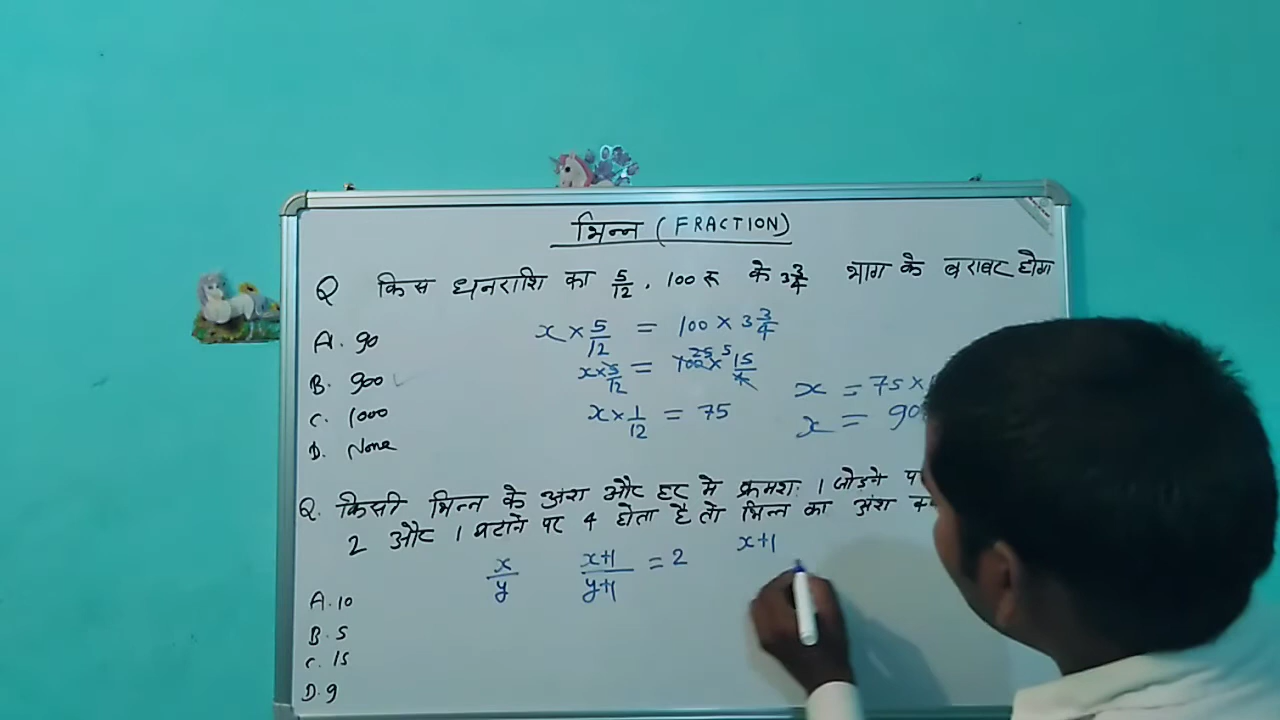 भिन्न (FRACTION)
Q किस धनराशि का 5/12 . 100 रू के 3 3/4 भाग के बराबर होगा
A. 90
B. 900 ✓
C. 1000
D. None
x × 5/12 = 100 × 3 3/4
x × 5/12 = 100 25 × 5 15/4
x × 1/12 = 75
x = 75 ×
x = 90
Q. किसी भिन्न के अंश और हर मे क्रमशः 1 जोड़ने
2 और 1 घटाने पर 4 होता है तो भिन्न का अंश
x/y x+1/y+1 = 2 x+1
A. 10
B. 5
C. 15
D. 9